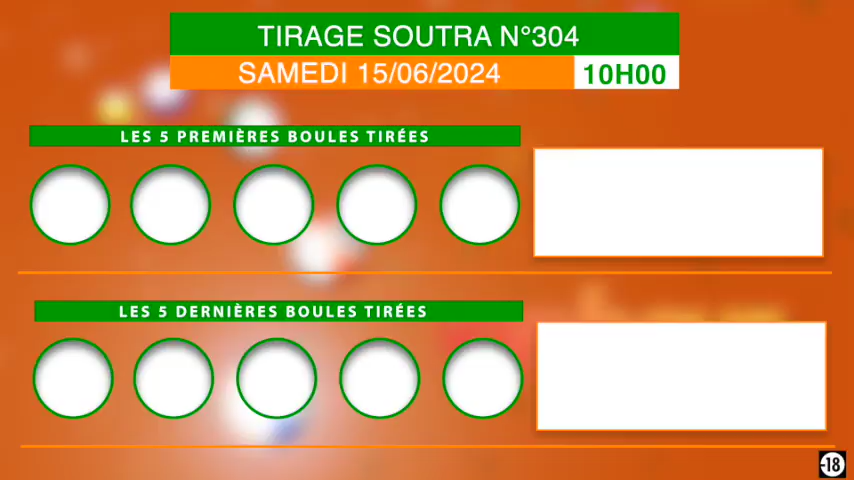 TIRAGE SOUTRA N°304
SAMEDI 15/06/2024
10H00
LES 5 PREMIÈRES BOULES TIRÉES
LES 5 DERNIÈRES BOULES TIRÉES
-18